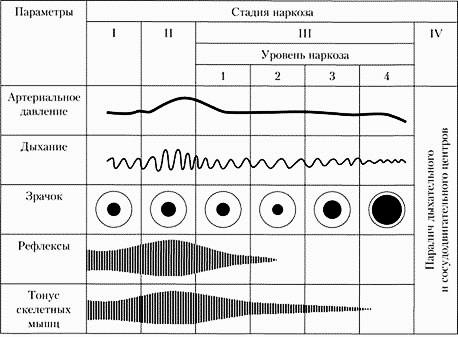 Параметры
Стадия наркоза
I
II
III
IV
Уровень наркоза
1
2
3
4
Артериальное
давление
Дыхание
Зрачок
Рефлексы
Тонус
скелетных
мышц
Паралич дыхательного
и сосудодвигательного центров